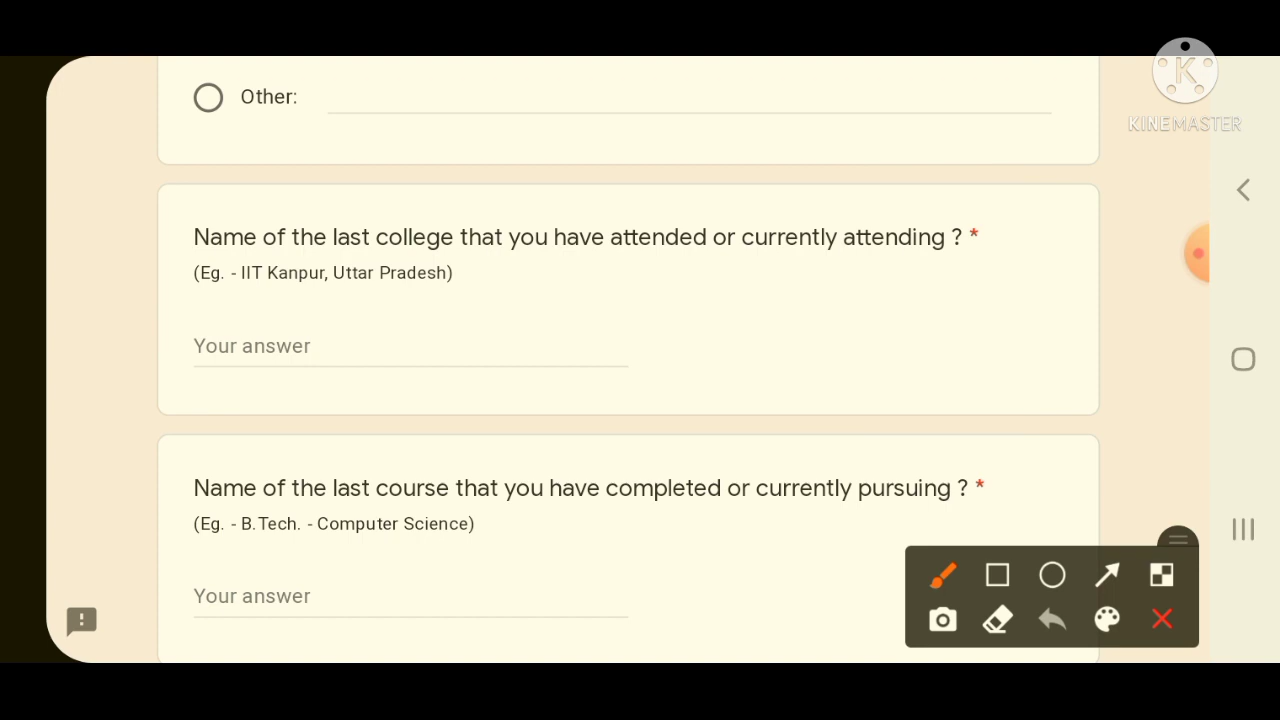 Other:
KINEMASTER
Name of the last college that you have attended or currently attending ? *
(Eg. - IIT Kanpur, Uttar Pradesh)
Your answer
Name of the last course that you have completed or currently pursuing ? *
(Eg. - B.Tech. - Computer Science)
Your answer